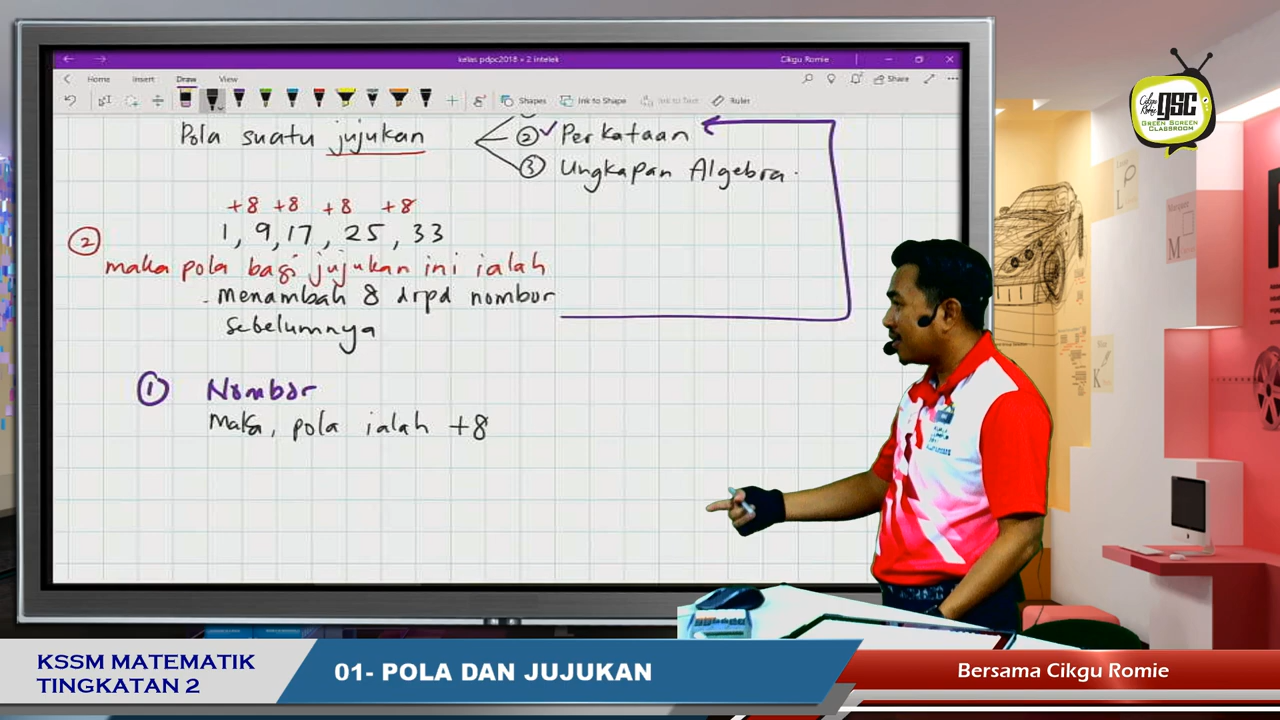 kelas pdpc2018 » 2 intelek
Cikgu Romie
Home
Insert
Draw
View
Share
Shapes
Ink to Shape
Ink to Text
Ruler
Pola suatu jujukan
② Perkataan
③ Ungkapan Algebra.
+8 +8 +8 +8
② 1, 9, 17, 25, 33
maka pola bagi jujukan ini ialah
menambah 8 drpd nombor
sebelumnya
① Nombor
Maka, pola ialah +8
Cikgu
Romie
gsc
GREEN SCREEN
CLASSROOM
P
M
K
KSSM MATEMATIK
TINGKATAN 2
01- POLA DAN JUJUKAN
Bersama Cikgu Romie